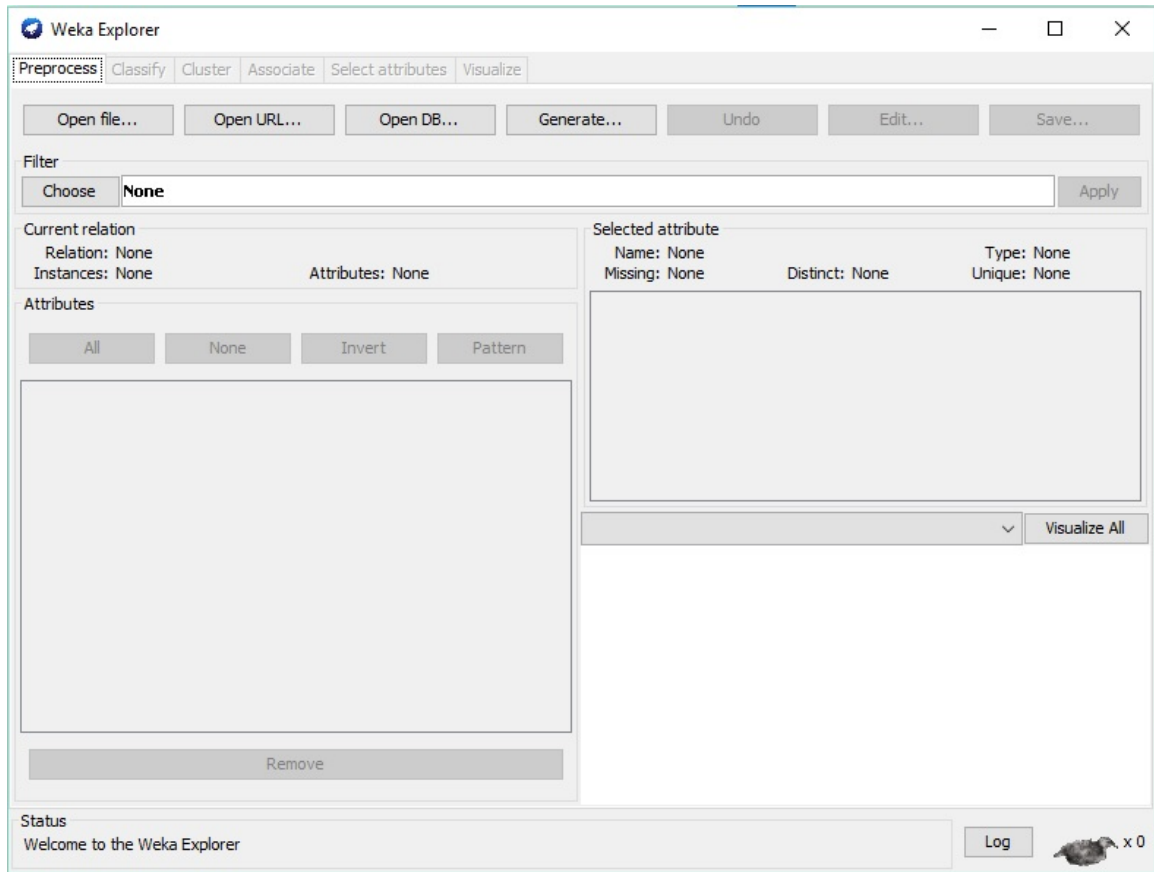 Weka Explorer
Preprocess Classify Cluster Associate Select attributes Visualize
Open file... Open URL... Open DB... Generate... Undo Edit... Save...
Filter
Choose None Apply
Current relation
Relation: None
Instances: None Attributes: None
Selected attribute
Name: None Type: None
Missing: None Distinct: None Unique: None
Attributes
All None Invert Pattern
Visualize All
Remove
Status
Welcome to the Weka Explorer
Log x 0